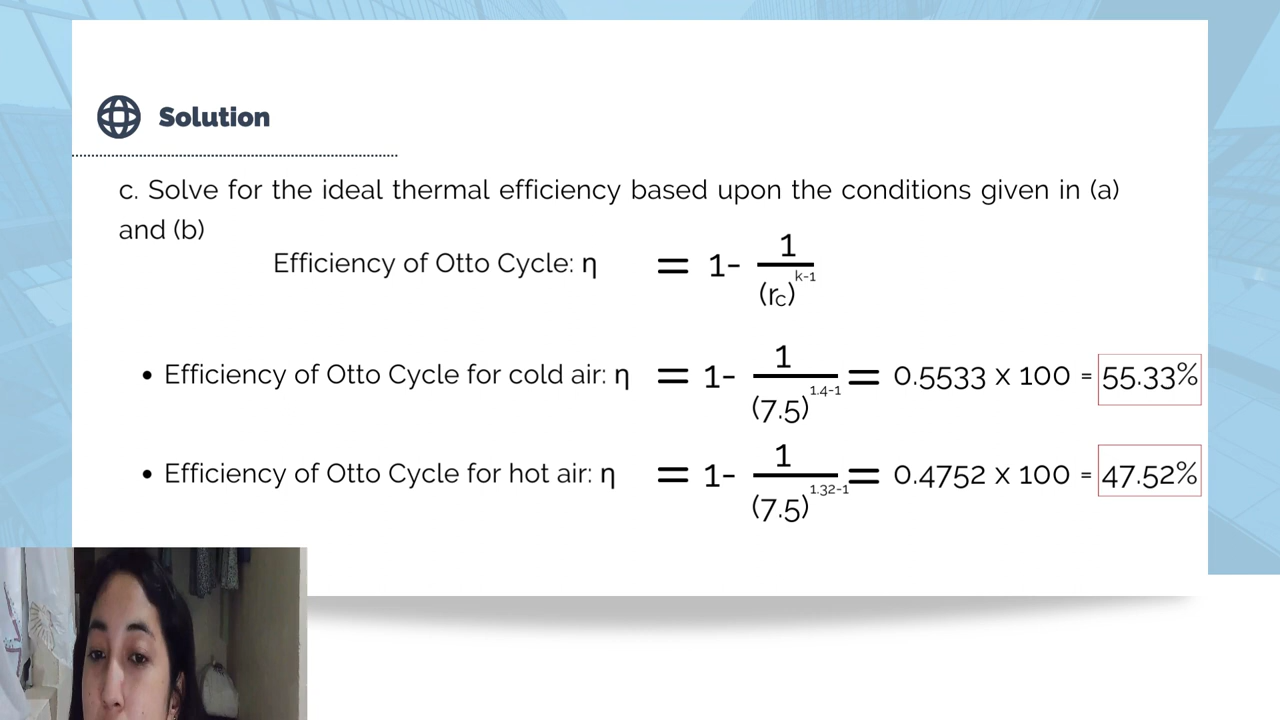 Solution
c. Solve for the ideal thermal efficiency based upon the conditions given in (a)
and (b)
Efficiency of Otto Cycle: η = 1- 1/(rc)^k-1
• Efficiency of Otto Cycle for cold air: η = 1- 1/(7.5)^1.4-1 = 0.5533 x 100 = 55.33%
• Efficiency of Otto Cycle for hot air: η = 1- 1/(7.5)^1.32-1 = 0.4752 x 100 = 47.52%